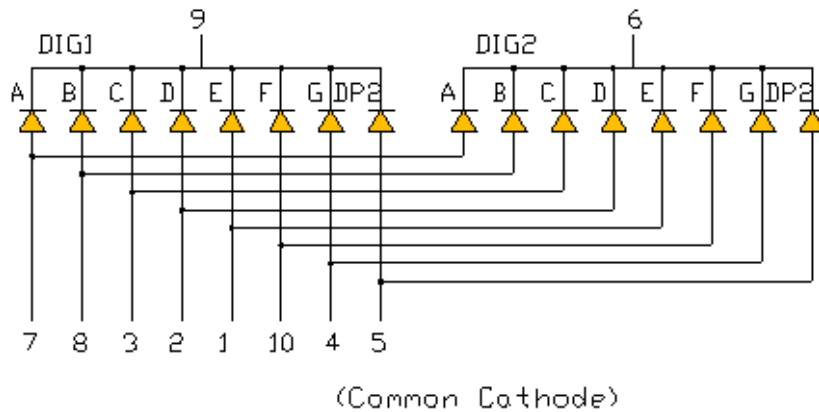 9 6
DIG1 DIG2
A B C D E F G DP2 A B C D E F G DP2
7 8 3 2 1 10 4 5
(Common Cathode)